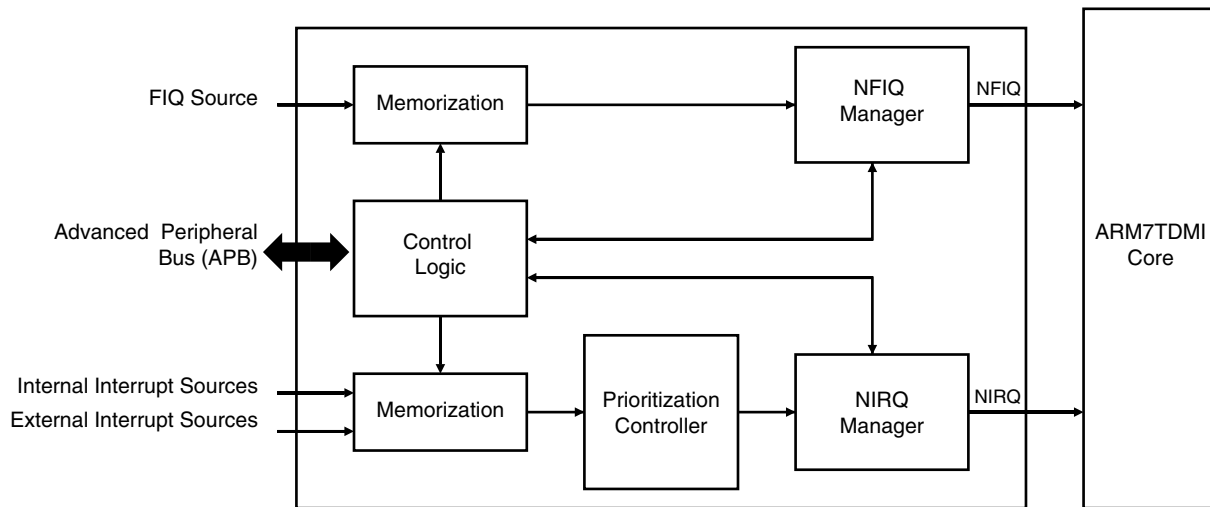 FIQ Source
Memorization
NFIQ
Manager
NFIQ
Advanced Peripheral
Bus (APB)
Control
Logic
ARM7TDMI
Core
Internal Interrupt Sources
External Interrupt Sources
Memorization
Prioritization
Controller
NIRQ
Manager
NIRQ